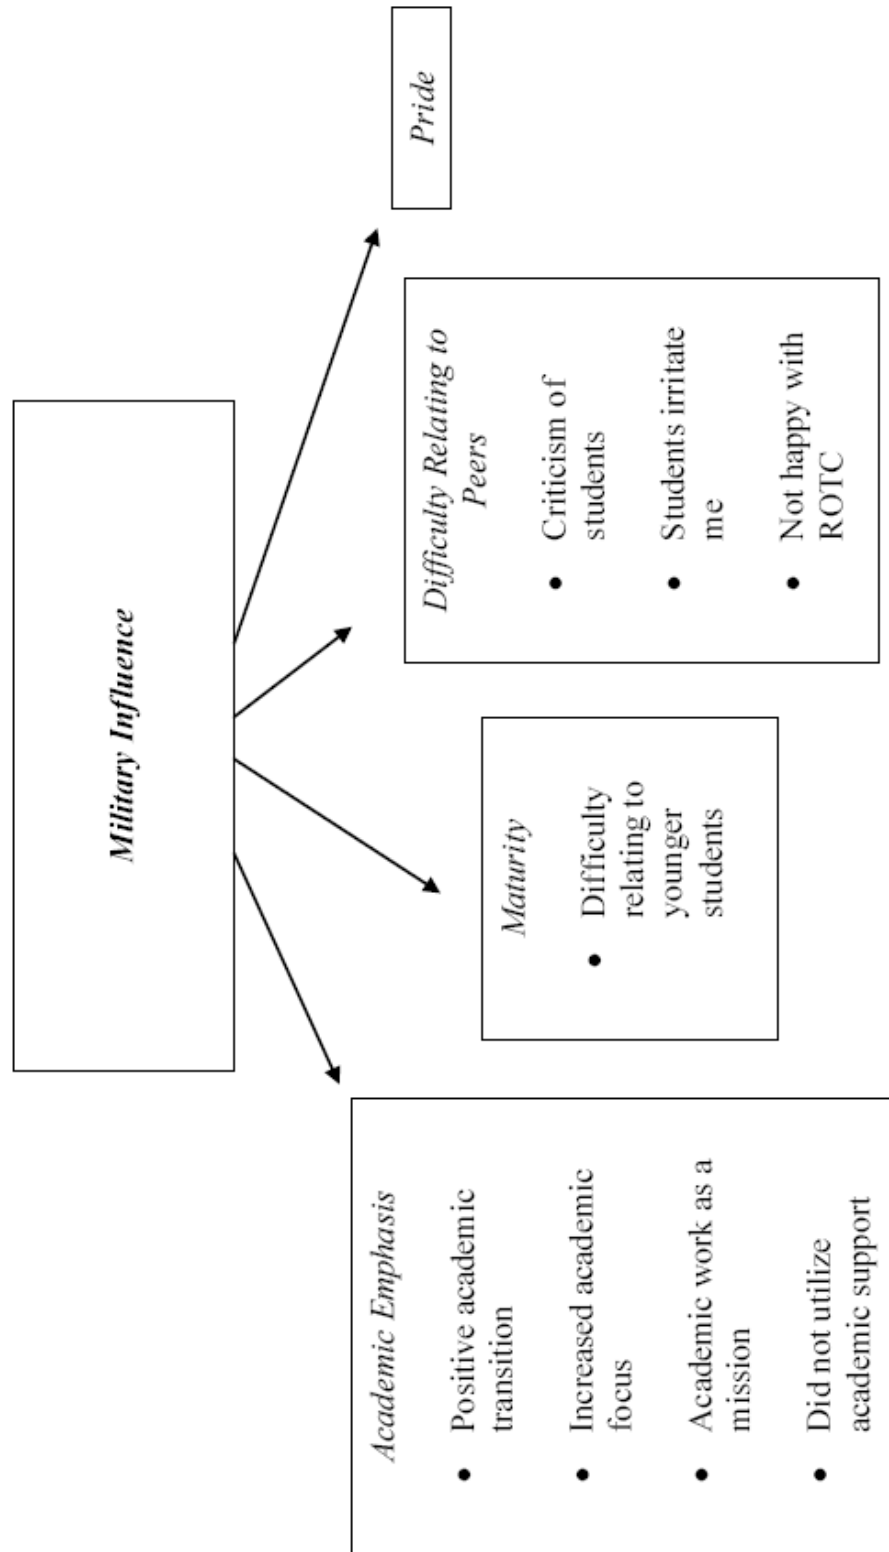 Military Influence
Academic Emphasis
• Positive academic
transition
• Increased academic
focus
• Academic work as a
mission
• Did not utilize
academic support
Maturity
• Difficulty
relating to
younger
students
Difficulty Relating to
Peers
• Criticism of
students
• Students irritate
me
• Not happy with
ROTC
Pride